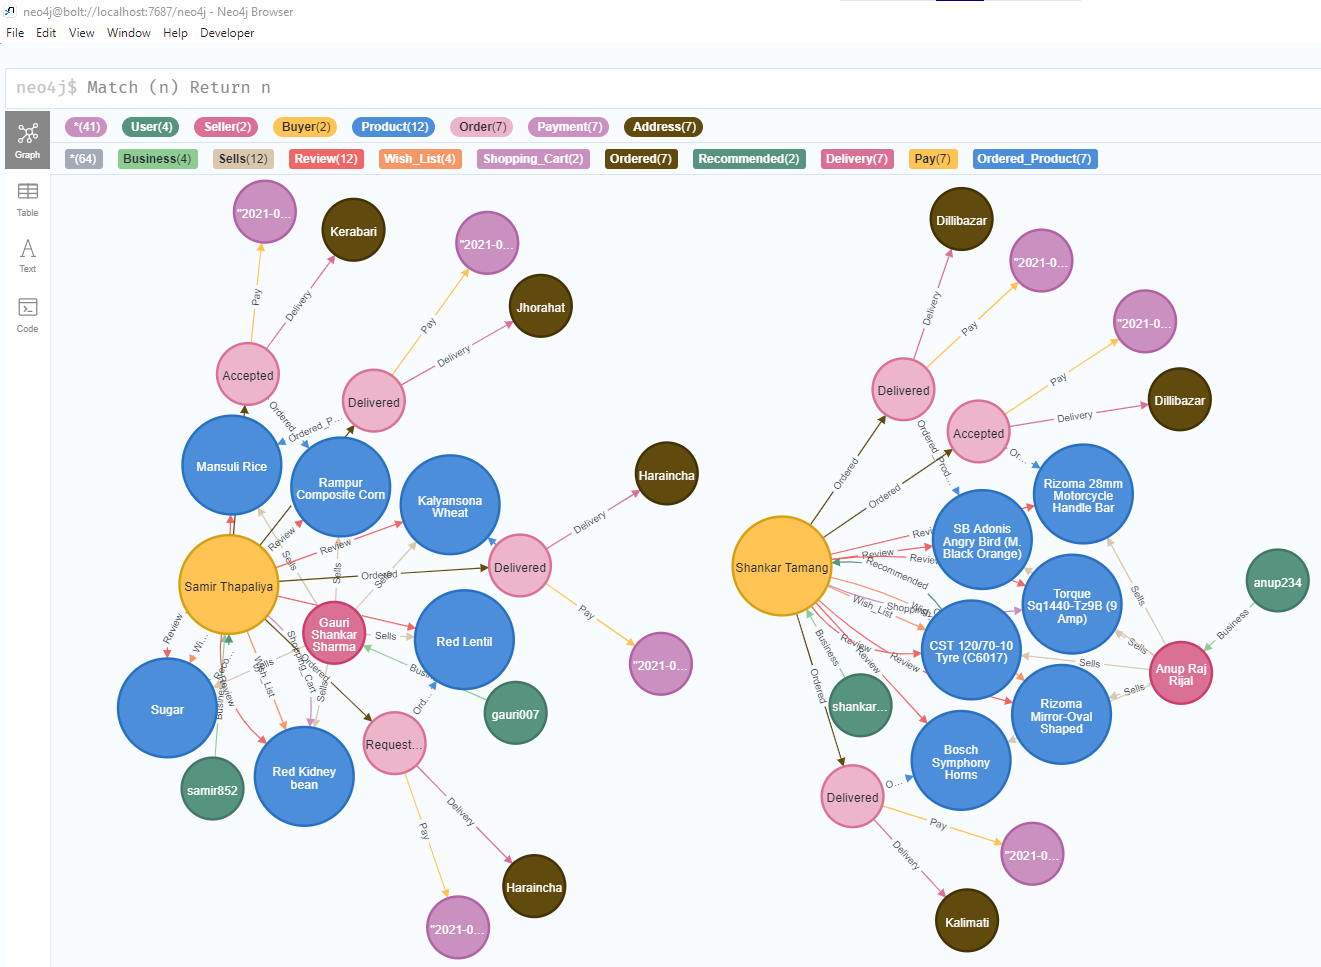 neo4j@bolt://localhost:7687/neo4j - Neo4j Browser
File Edit View Window Help Developer
neo4j$ Match (n) Return n
*(41) User(4) Seller(2) Buyer(2) Product(12) Order(7) Payment(7) Address(7)
*(64) Business(4) Sells(12) Review(12) Wish_List(4) Shopping_Cart(2) Ordered(7) Recommended(2) Delivery(7) Pay(7) Ordered_Product(7)
Graph
Table
Text
Code
"2021-0...
Kerabari
"2021-0...
Jhorahat
Pay
Delivery
Pay
Delivery
Accepted
Delivered
Ordered
Ordered_P...
Mansuli Rice
Rampur
Composite Corn
Kalyansona
Wheat
Haraincha
Delivery
Review
Review
Sells
Sells
Sells
Ordered
Delivered
Samir Thapaliya
Gauri
Shankar
Sharma
Sells
Red Lentil
Pay
"2021-0...
Review
Wi...
Reco...
Sells
Shopping_Cart
Ordered
Wish_List
Sells
Busi
Business
Review
Ord...
Sugar
gauri007
samir852
Red Kidney
bean
Request...
Delivery
Pay
Haraincha
"2021-0...
Dillibazar
"2021-0...
"2021-0...
Delivery
Pay
Pay
Delivered
Dillibazar
Delivery
Accepted
Ordered_Prod
Or...
Ordered
Ordered
Rizoma 28mm
Motorcycle
Handle Bar
SB Adonis
Angry Bird (M.
Black Orange)
Shankar Tamang
Review
Recommended
Wish_List
Shopping
Torque
Sq1440-Tz9B (9
Amp)
anup234
Sells
Business
Sells
CST 120/70-10
Tyre (C6017)
Sells
Sells
Anup Raj
Rijal
Business
Review
Review
Review
Ordered
shankar...
Rizoma
Mirror-Oval
Shaped
Bosch
Symphony
Horns
Delivered
O...
Pay
"2021-0...
Delivery
Kalimati